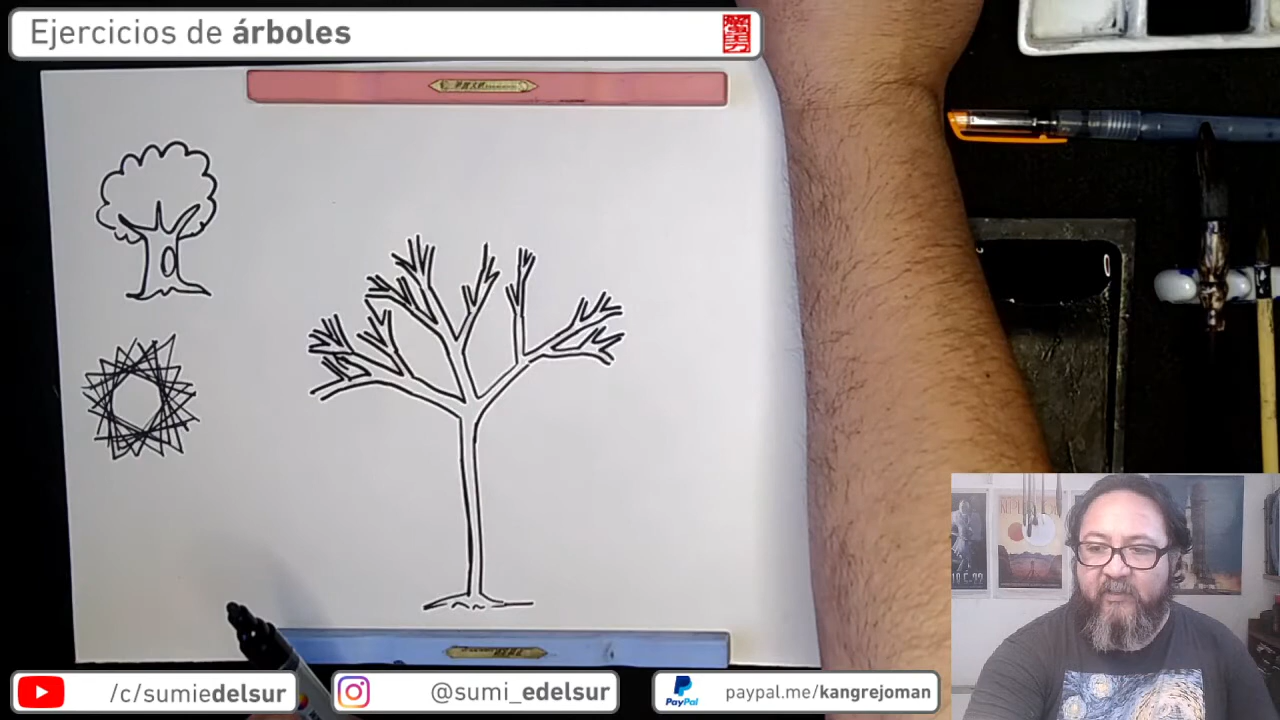 Ejercicios de árboles
/c/sumiedelsur
@sumi_edelsur
PayPal
paypal.me/kangrejoman